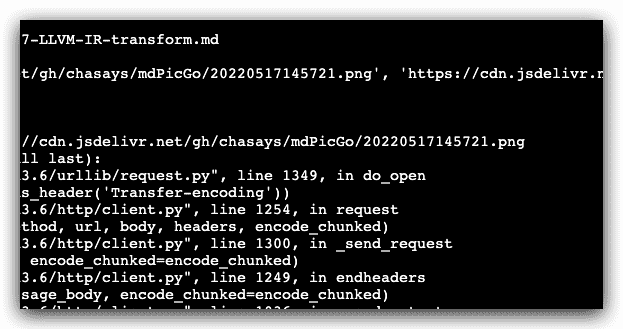 7-LLVM-IR-transform.md
t/gh/chasays/mdPicGo/20220517145721.png', 'https://cdn.jsdelivr.n
//cdn.jsdelivr.net/gh/chasays/mdPicGo/20220517145721.png
ll last):
3.6/urllib/request.py", line 1349, in do_open
s_header('Transfer-encoding'))
3.6/http/client.py", line 1254, in request
thod, url, body, headers, encode_chunked)
3.6/http/client.py", line 1300, in _send_request
encode_chunked=encode_chunked)
3.6/http/client.py", line 1249, in endheaders
sage_body, encode_chunked=encode_chunked)